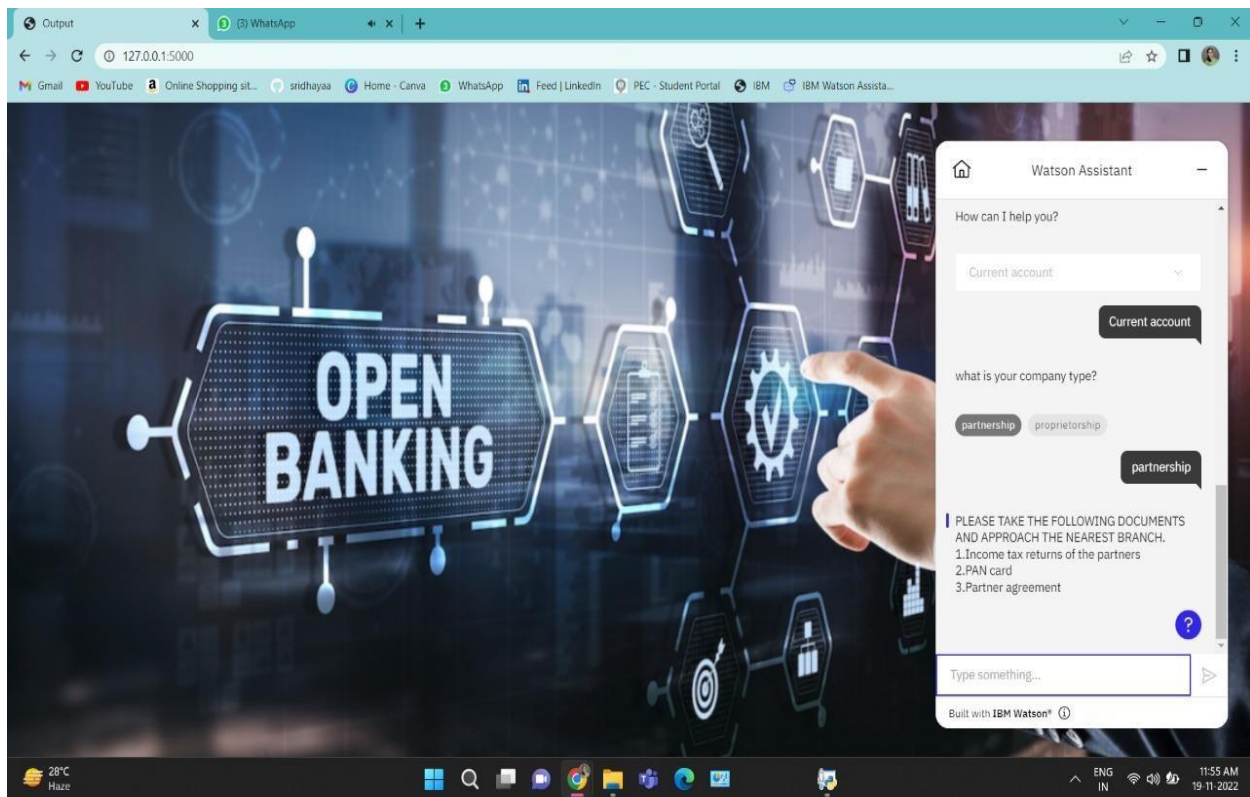 Output
(3) WhatsApp
127.0.0.1:5000
Gmail
YouTube
Online Shopping sit...
sridhayaa
Home - Canva
WhatsApp
Feed | LinkedIn
PEC - Student Portal
IBM
IBM Watson Assista...
OPEN
BANKING
Watson Assistant
How can I help you?
Current account
Current account
what is your company type?
partnership proprietorship
partnership
PLEASE TAKE THE FOLLOWING DOCUMENTS
AND APPROACH THE NEAREST BRANCH.
1.Income tax returns of the partners
2.PAN card
3.Partner agreement
?
Type something...
Built with IBM Watson®
28°C
Haze
ENG
IN
11:55 AM
19-11-2022